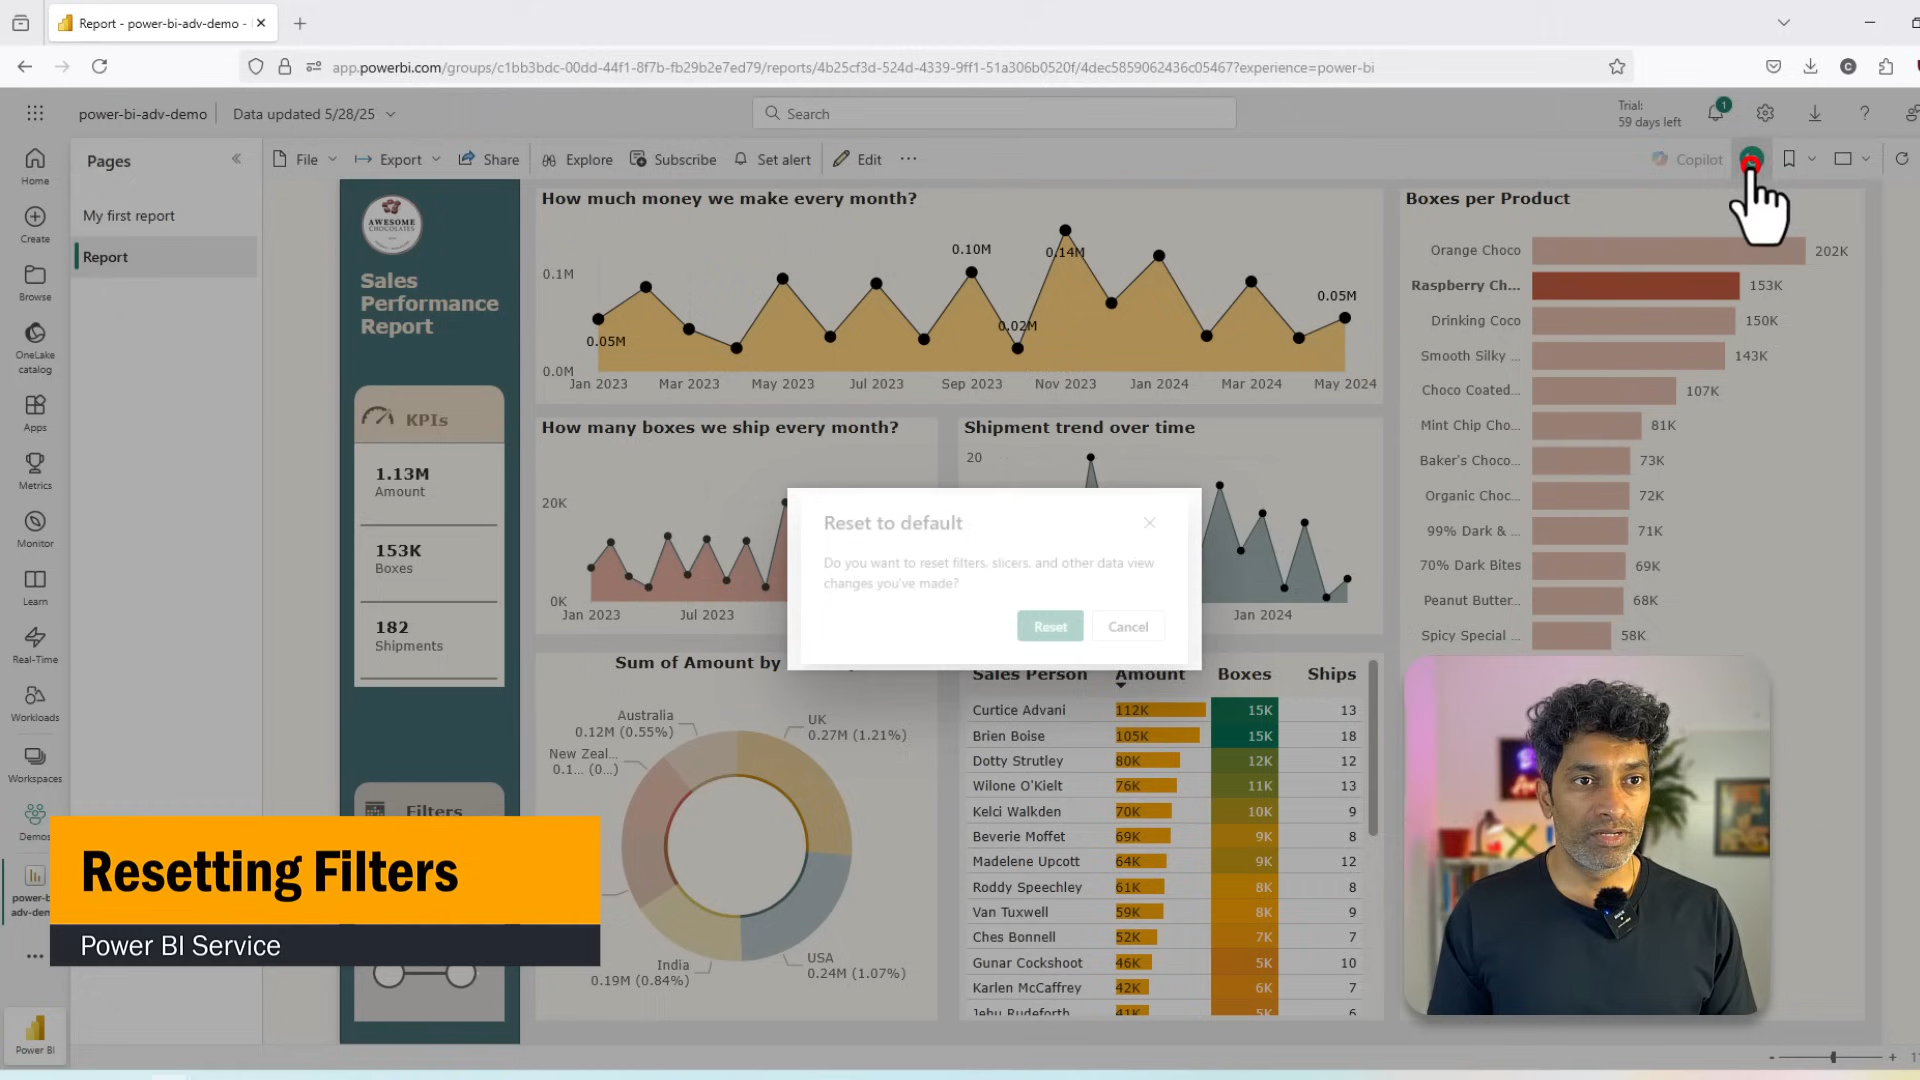 Report - power-bi-adv-demo -
app.powerbi.com/groups/c1bb3bdc-00dd-44f1-8f7b-fb29b2e7ed79/reports/4b25cf3d-524d-4339-9ff1-51a306b0520f/4dec5859062436c05467?experience=power-bi
power-bi-adv-demo
Data updated 5/28/25
Search
Trial:
59 days left
1
Pages
File
Export
Share
Explore
Subscribe
Set alert
Edit
Copilot
Home
Create
Browse
OneLake
catalog
Apps
Metrics
Monitor
Learn
Real-Time
Workloads
Workspaces
Demos
Power BI
My first report
Report
AWESOME
CHOCOLATES
Sales
Performance
Report
KPIs
1.13M
Amount
153K
Boxes
182
Shipments
Filters
How much money we make every month?
0.1M
0.0M
0.05M
0.10M
0.02M
0.14M
0.05M
Jan 2023
Mar 2023
May 2023
Jul 2023
Sep 2023
Nov 2023
Jan 2024
Mar 2024
May 2024
How many boxes we ship every month?
20K
0K
Jan 2023
Jul 2023
Shipment trend over time
20
Jan 2024
Reset to default
Do you want to reset filters, slicers, and other data view
changes you've made?
Reset
Cancel
Sum of Amount by
Australia
0.12M (0.55%)
New Zeal...
0.1... (0...)
UK
0.27M (1.21%)
India
0.19M (0.84%)
USA
0.24M (1.07%)
Sales Person Amount Boxes Ships
Curtice Advani 112K 15K 13
Brien Boise 105K 15K 18
Dotty Strutley 80K 12K 12
Wilone O'Kielt 76K 11K 13
Kelci Walkden 70K 10K 9
Beverie Moffet 69K 9K 8
Madelene Upcott 64K 9K 12
Roddy Speechley 61K 8K 8
Van Tuxwell 59K 8K 9
Ches Bonnell 52K 7K 7
Gunar Cockshoot 46K 5K 10
Karlen McCaffrey 42K 6K 7
Jehu Rudeforth 41K 5K 6
Boxes per Product
Orange Choco 202K
Raspberry Ch... 153K
Drinking Coco 150K
Smooth Silky ... 143K
Choco Coated... 107K
Mint Chip Cho... 81K
Baker's Choco... 73K
Organic Choc... 72K
99% Dark & ... 71K
70% Dark Bites 69K
Peanut Butter... 68K
Spicy Special ... 58K
Resetting Filters
Power BI Service